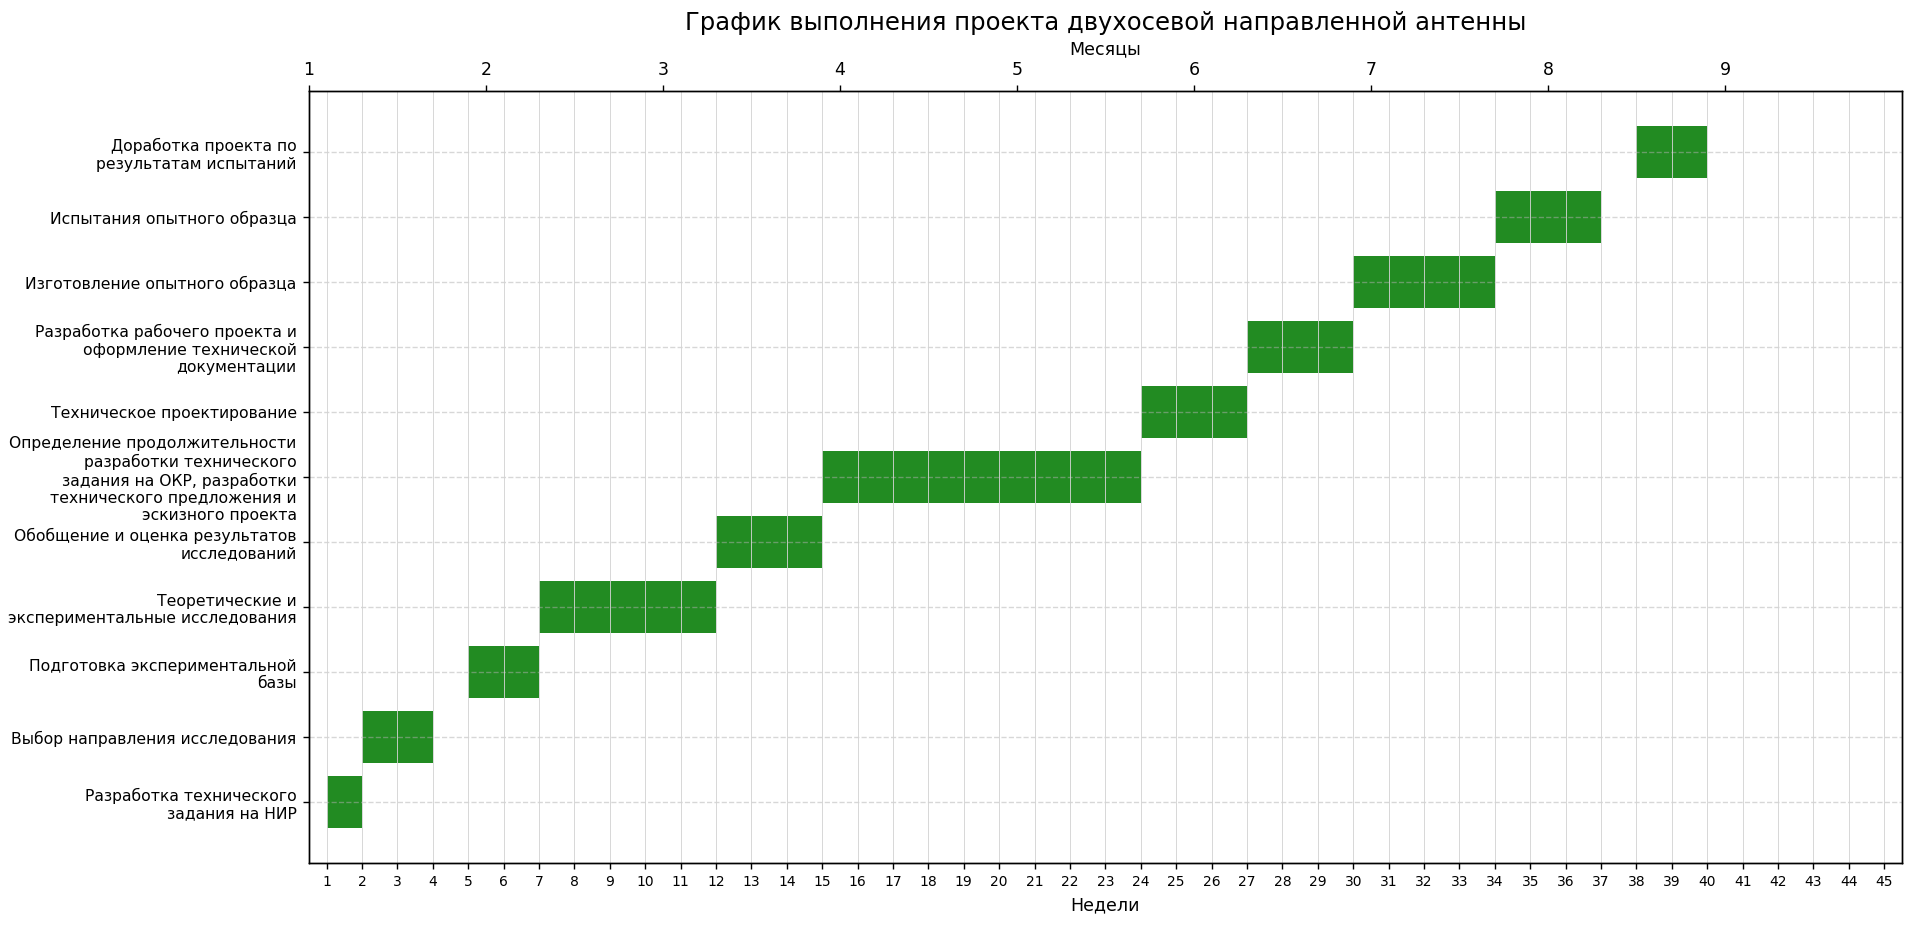 График выполнения проекта двухосевой направленной антенны
Месяцы
1 2 3 4 5 6 7 8 9
Доработка проекта по
результатам испытаний
Испытания опытного образца
Изготовление опытного образца
Разработка рабочего проекта и
оформление технической
документации
Техническое проектирование
Определение продолжительности
разработки технического
задания на ОКР, разработки
технического предложения и
эскизного проекта
Обобщение и оценка результатов
исследований
Теоретические и
экспериментальные исследования
Подготовка экспериментальной
базы
Выбор направления исследования
Разработка технического
задания на НИР
1 2 3 4 5 6 7 8 9 10 11 12 13 14 15 16 17 18 19 20 21 22 23 24 25 26 27 28 29 30 31 32 33 34 35 36 37 38 39 40 41 42 43 44 45
Недели